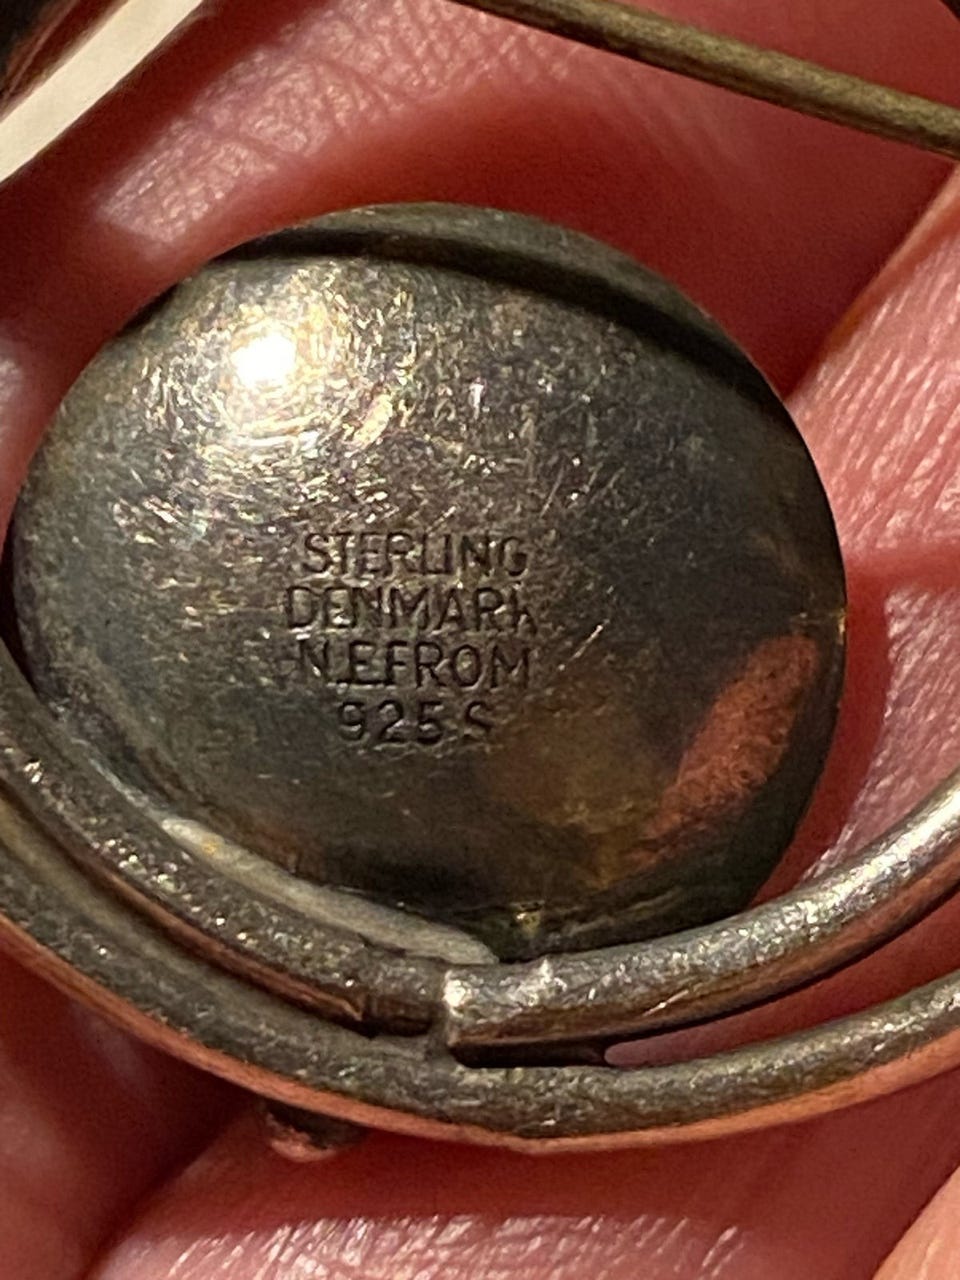 STERLING
DENMARK
N.E.FROM
925 S